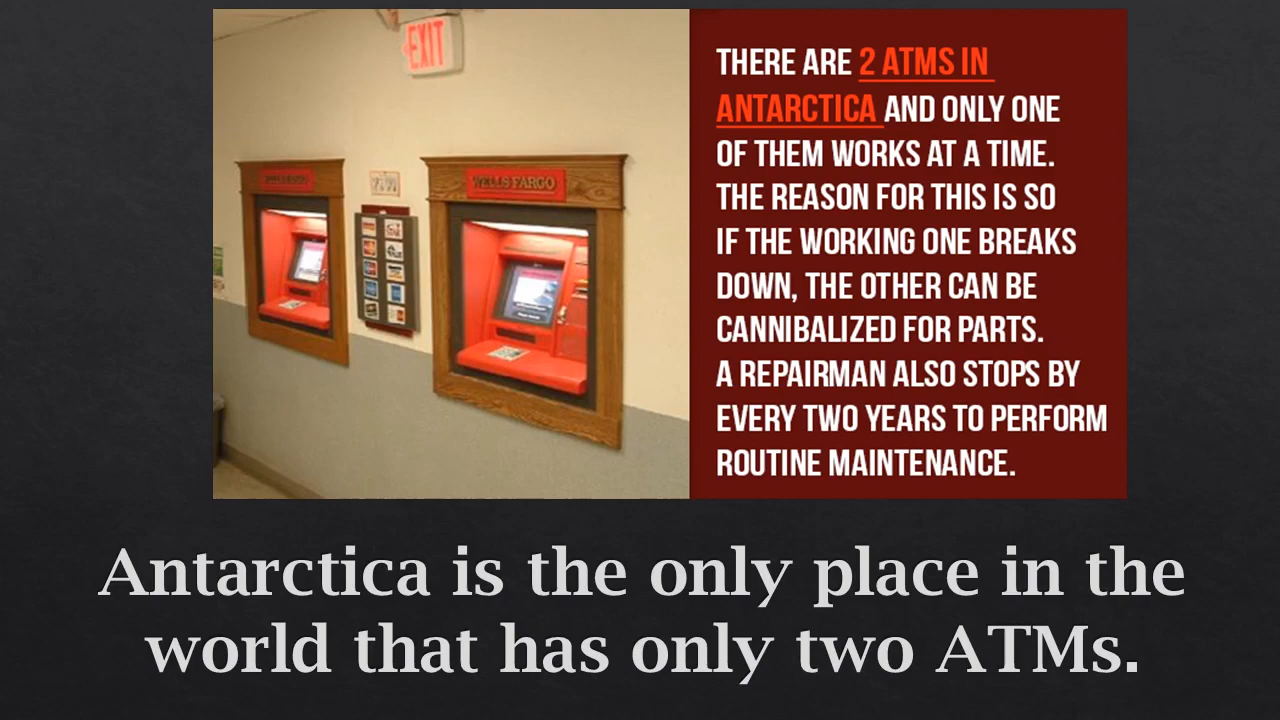 EXIT
WELLS FARGO
THERE ARE 2 ATMS IN
ANTARCTICA AND ONLY ONE
OF THEM WORKS AT A TIME.
THE REASON FOR THIS IS SO
IF THE WORKING ONE BREAKS
DOWN, THE OTHER CAN BE
CANNIBALIZED FOR PARTS.
A REPAIRMAN ALSO STOPS BY
EVERY TWO YEARS TO PERFORM
ROUTINE MAINTENANCE.
Antarctica is the only place in the
world that has only two ATMs.